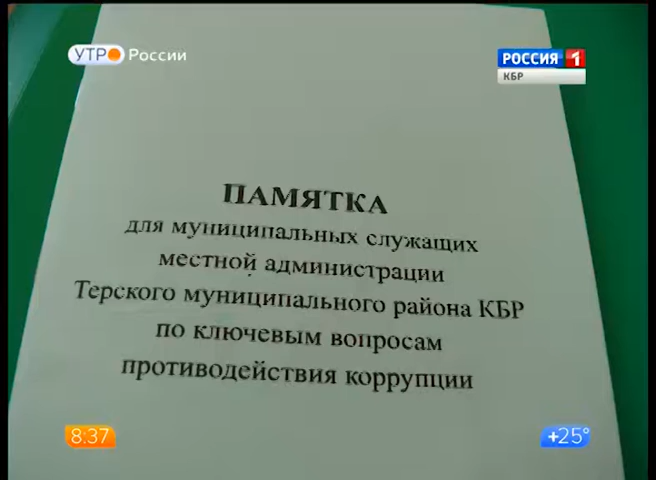 УТРО России
РОССИЯ 1
КБР
ПАМЯТКА
для муниципальных служащих
местной администрации
Терского муниципального района КБР
по ключевым вопросам
противодействия коррупции
8:37
+25°